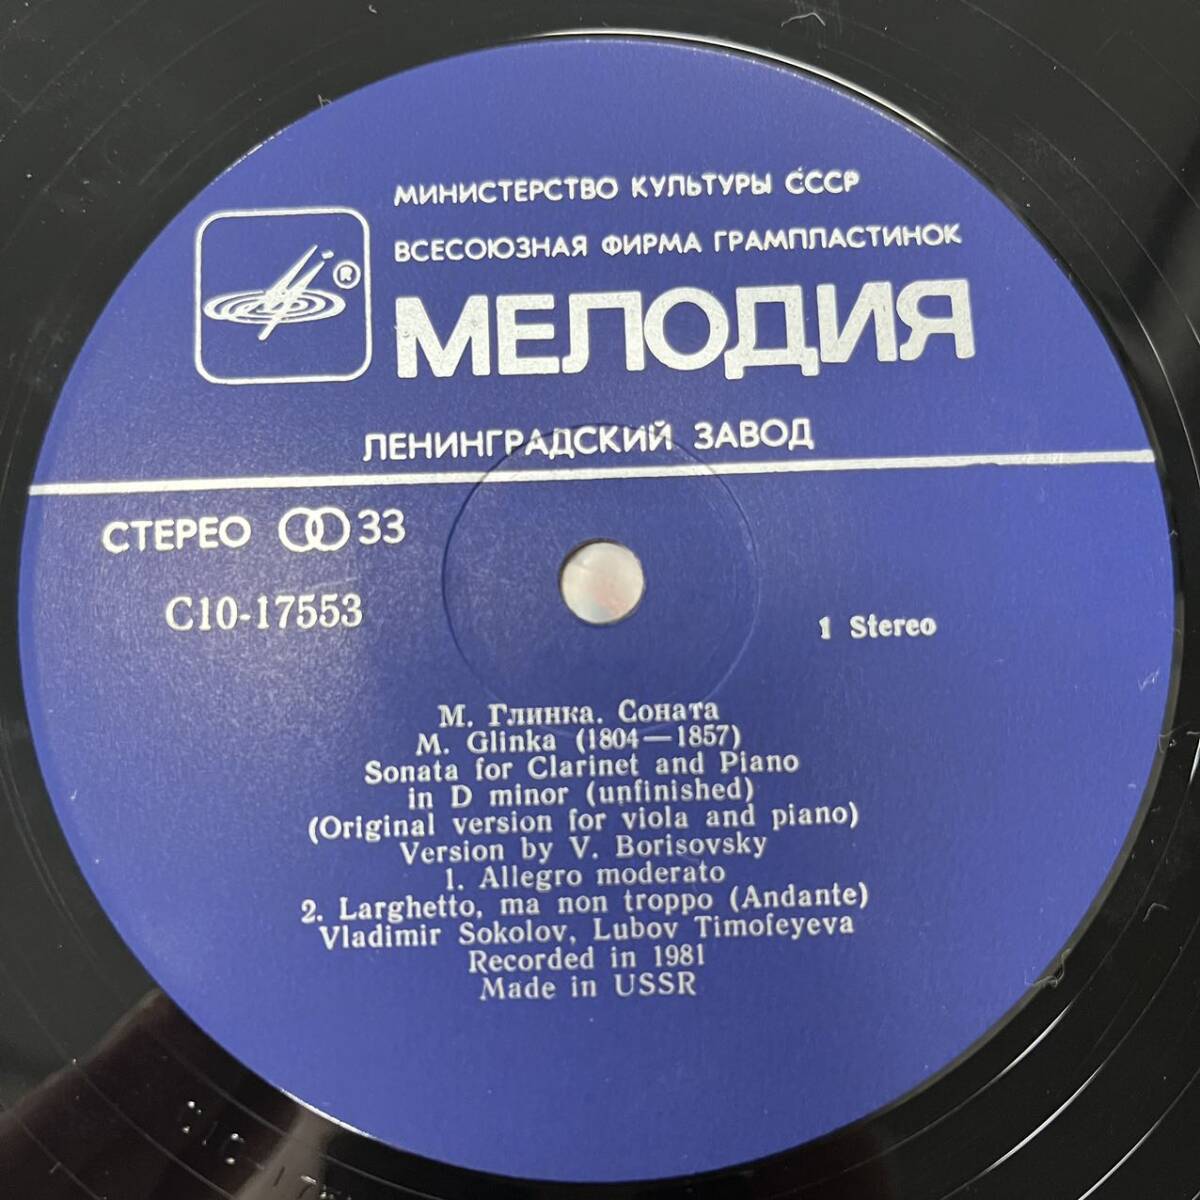 МИНИСТЕРСТВО КУЛЬТУРЫ СССР
ВСЕСОЮЗНАЯ ФИРМА ГРАМПЛАСТИНОК
®
МЕЛОДИЯ
ЛЕНИНГРАДСКИЙ ЗАВОД
СТЕРЕО 33
С10-17553
1 Stereo
М. Глинка. Соната
M. Glinka (1804—1857)
Sonata for Clarinet and Piano
in D minor (unfinished)
(Original version for viola and piano)
Version by V. Borisovsky
1. Allegro moderato
2. Larghetto, ma non troppo (Andante)
Vladimir Sokolov, Lubov Timofeyeva
Recorded in 1981
Made in USSR